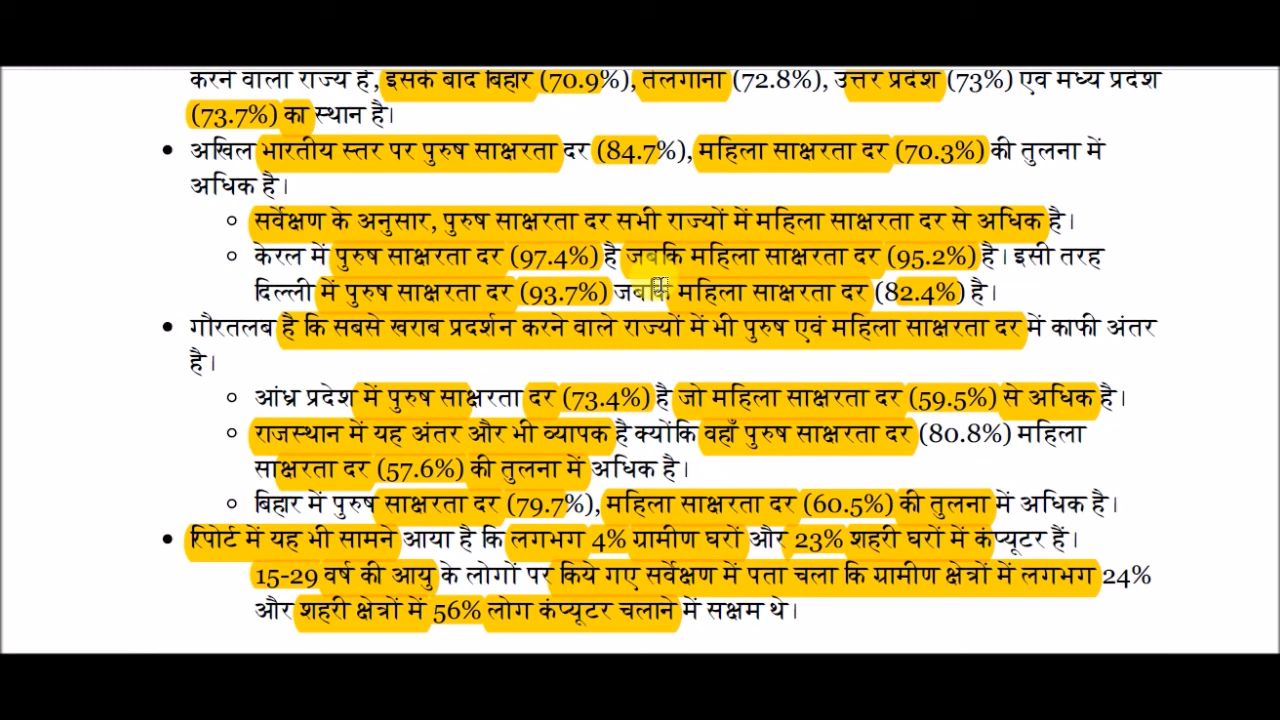 करने वाला राज्य है, इसके बाद बिहार (70.9%), तेलंगाना (72.8%), उत्तर प्रदेश (73%) एवं मध्य प्रदेश
(73.7%) का स्थान है।
• अखिल भारतीय स्तर पर पुरुष साक्षरता दर (84.7%), महिला साक्षरता दर (70.3%) की तुलना में
अधिक है।
○ सर्वेक्षण के अनुसार, पुरुष साक्षरता दर सभी राज्यों में महिला साक्षरता दर से अधिक है।
○ केरल में पुरुष साक्षरता दर (97.4%) है जबकि महिला साक्षरता दर (95.2%) है। इसी तरह
दिल्ली में पुरुष साक्षरता दर (93.7%) जबकि महिला साक्षरता दर (82.4%) है।
• गौरतलब है कि सबसे खराब प्रदर्शन करने वाले राज्यों में भी पुरुष एवं महिला साक्षरता दर में काफी अंतर
है।
○ आंध्र प्रदेश में पुरुष साक्षरता दर (73.4%) है जो महिला साक्षरता दर (59.5%) से अधिक है।
○ राजस्थान में यह अंतर और भी व्यापक है क्योंकि वहाँ पुरुष साक्षरता दर (80.8%) महिला
साक्षरता दर (57.6%) की तुलना में अधिक है।
○ बिहार में पुरुष साक्षरता दर (79.7%), महिला साक्षरता दर (60.5%) की तुलना में अधिक है।
• रिपोर्ट में यह भी सामने आया है कि लगभग 4% ग्रामीण घरों और 23% शहरी घरों में कंप्यूटर हैं।
15-29 वर्ष की आयु के लोगों पर किये गए सर्वेक्षण में पता चला कि ग्रामीण क्षेत्रों में लगभग 24%
और शहरी क्षेत्रों में 56% लोग कंप्यूटर चलाने में सक्षम थे।